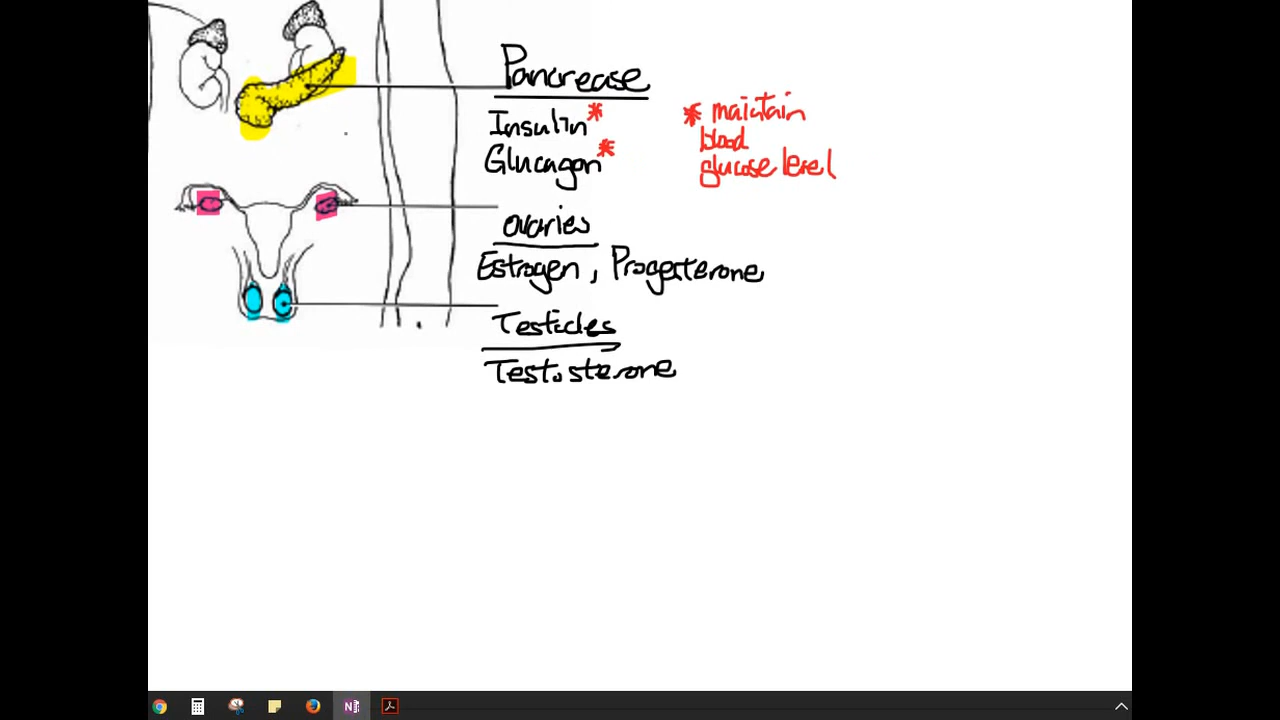 Pancrease
Insulin*
Glucagon*
* maintain
blood
glucose level
Ovaries
Estrogen, Progesterone
Testicles
Testosterone